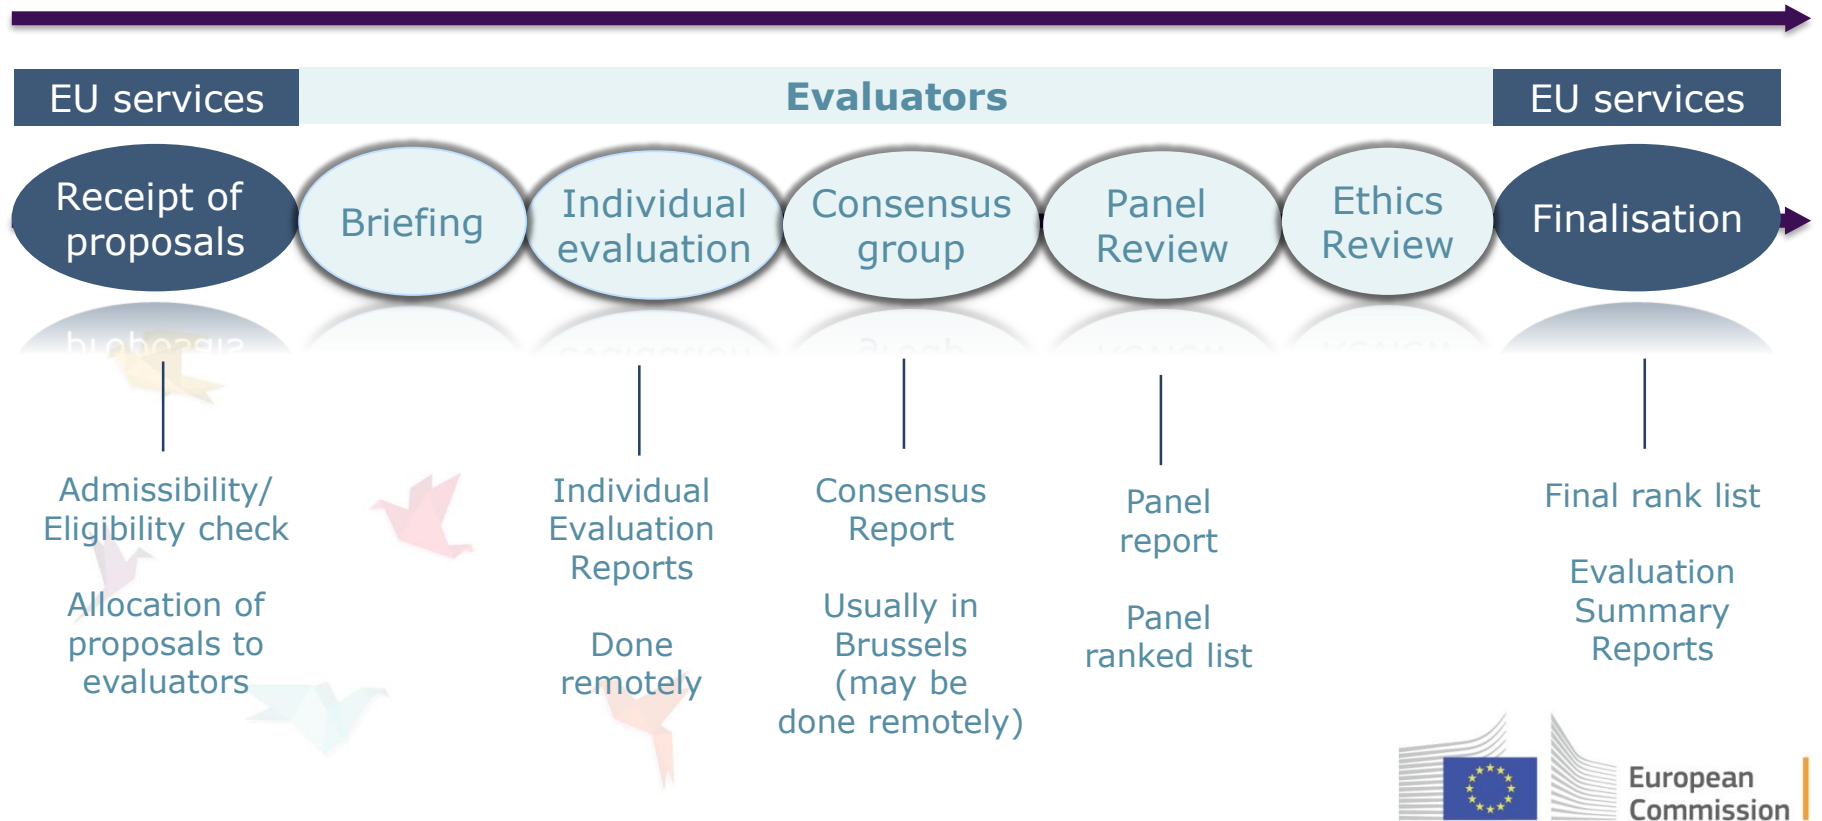 EU services
Evaluators
EU services
Receipt of
proposals
Briefing
Individual
evaluation
Consensus
group
Panel
Review
Ethics
Review
Finalisation
Admissibility/
Eligibility check
Allocation of
proposals to
evaluators
Individual
Evaluation
Reports
Done
remotely
Consensus
Report
Usually in
Brussels
(may be
done remotely)
Panel
report
Panel
ranked list
Final rank list
Evaluation
Summary
Reports
European
Commission